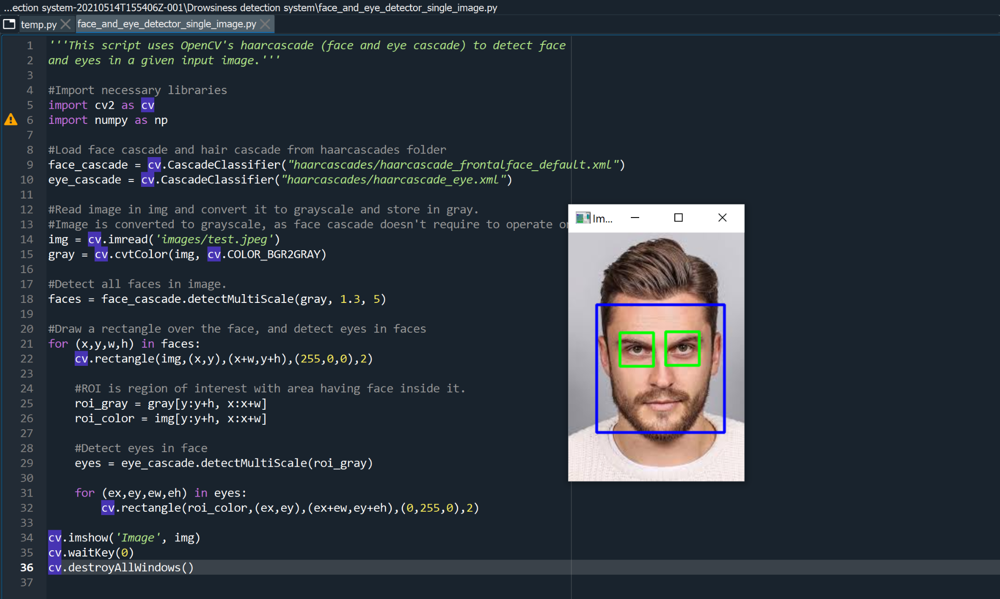 ...ection system-20210514T155406Z-001\Drowsiness detection system\face_and_eye_detector_single_image.py
temp.py
face_and_eye_detector_single_image.py
1 '''This script uses OpenCV's haarcascade (face and eye cascade) to detect face
2 and eyes in a given input image.'''
3
4 #Import necessary libraries
5 import cv2 as cv
6 import numpy as np
7
8 #Load face cascade and hair cascade from haarcascades folder
9 face_cascade = cv.CascadeClassifier("haarcascades/haarcascade_frontalface_default.xml")
10 eye_cascade = cv.CascadeClassifier("haarcascades/haarcascade_eye.xml")
11
12 #Read image in img and convert it to grayscale and store in gray.
13 #Image is converted to grayscale, as face cascade doesn't require to operate
14 img = cv.imread('images/test.jpeg')
15 gray = cv.cvtColor(img, cv.COLOR_BGR2GRAY)
16
17 #Detect all faces in image.
18 faces = face_cascade.detectMultiScale(gray, 1.3, 5)
19
20 #Draw a rectangle over the face, and detect eyes in faces
21 for (x,y,w,h) in faces:
22     cv.rectangle(img,(x,y),(x+w,y+h),(255,0,0),2)
23
24     #ROI is region of interest with area having face inside it.
25     roi_gray = gray[y:y+h, x:x+w]
26     roi_color = img[y:y+h, x:x+w]
27
28     #Detect eyes in face
29     eyes = eye_cascade.detectMultiScale(roi_gray)
30
31     for (ex,ey,ew,eh) in eyes:
32         cv.rectangle(roi_color,(ex,ey),(ex+ew,ey+eh),(0,255,0),2)
33
34 cv.imshow('Image', img)
35 cv.waitKey(0)
36 cv.destroyAllWindows()
37
Im...